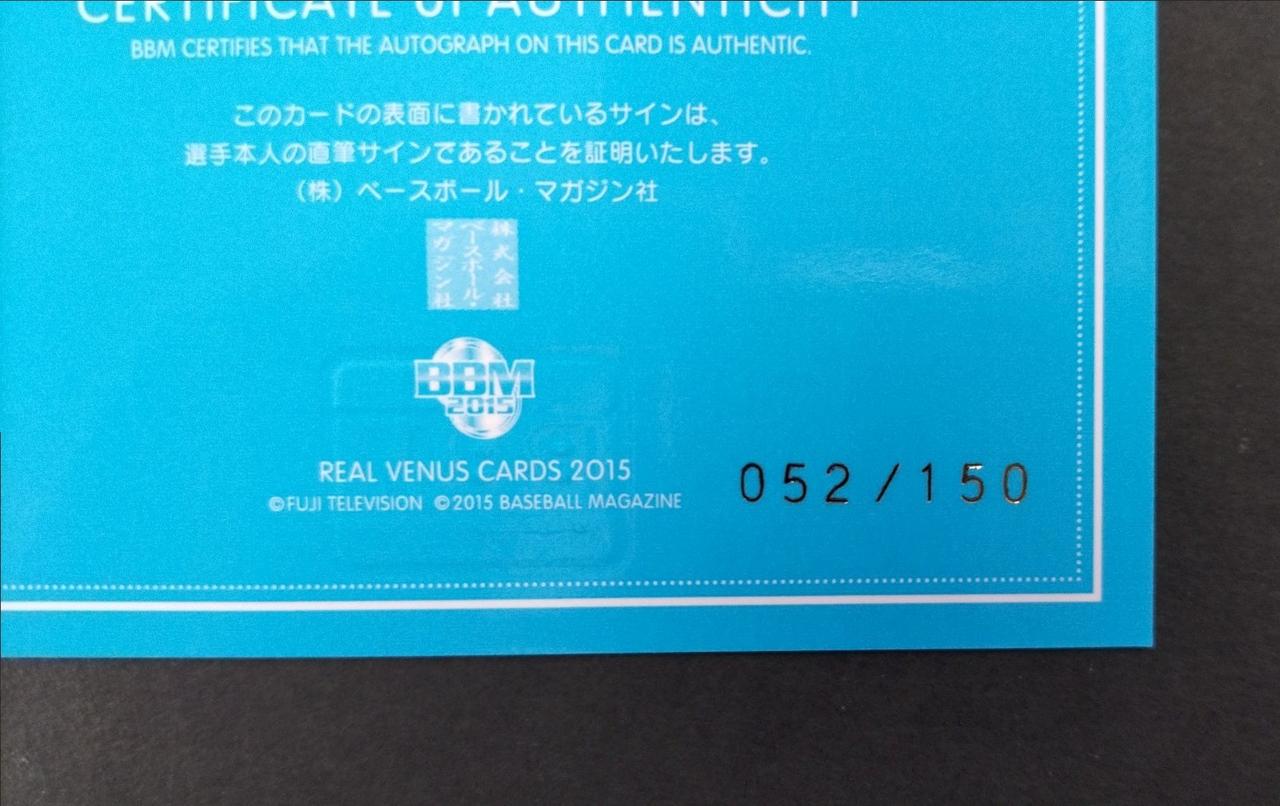 CERTIFICATE of AUTHENTICITY
BBM CERTIFIES THAT THE AUTOGRAPH ON THIS CARD IS AUTHENTIC.
このカードの表面に書かれているサインは、
選手本人の直筆サインであることを証明いたします。
（株）ベースボール・マガジン社
株式会社
ベースボール・
マガジン社
BBM
2015
REAL VENUS CARDS 2015
©FUJI TELEVISION ©2015 BASEBALL MAGAZINE
052/150